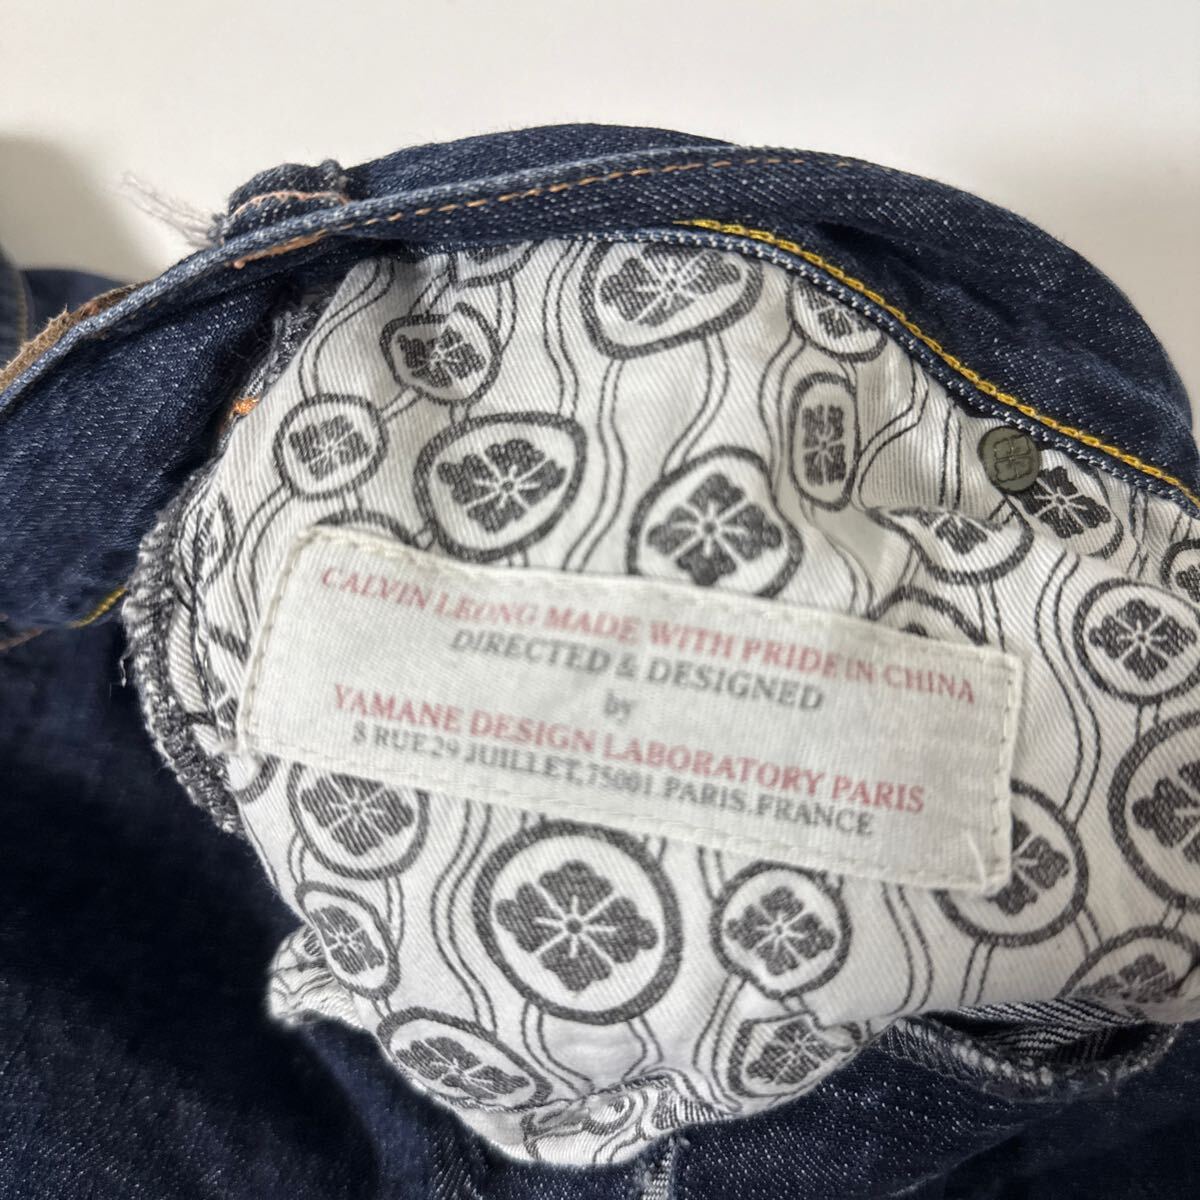 CALVIN LEONG MADE WITH PRIDE IN CHINA
DIRECTED & DESIGNED
by
YAMANE DESIGN LABORATORY PARIS
8 RUE 29 JUILLET,75001 PARIS.FRANCE